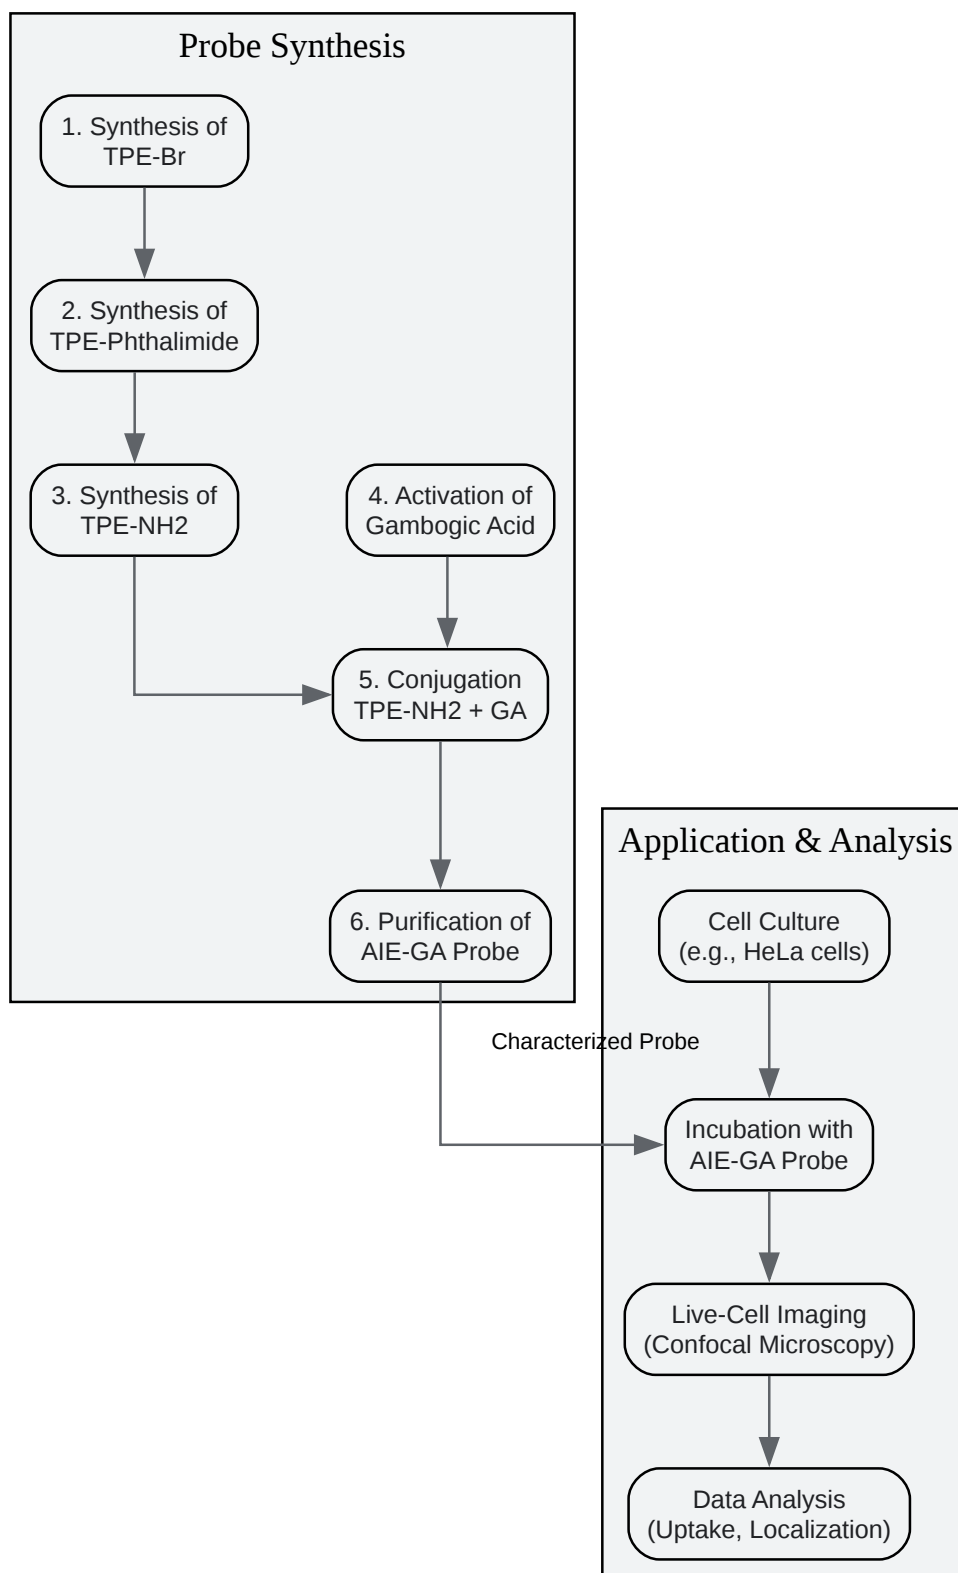 Probe Synthesis
1. Synthesis of
TPE-Br
2. Synthesis of
TPE-Phthalimide
3. Synthesis of
TPE-NH2
4. Activation of
Gambogic Acid
5. Conjugation
TPE-NH2 + GA
6. Purification of
AIE-GA Probe
Characterized Probe
Application & Analysis
Cell Culture
(e.g., HeLa cells)
Incubation with
AIE-GA Probe
Live-Cell Imaging
(Confocal Microscopy)
Data Analysis
(Uptake, Localization)